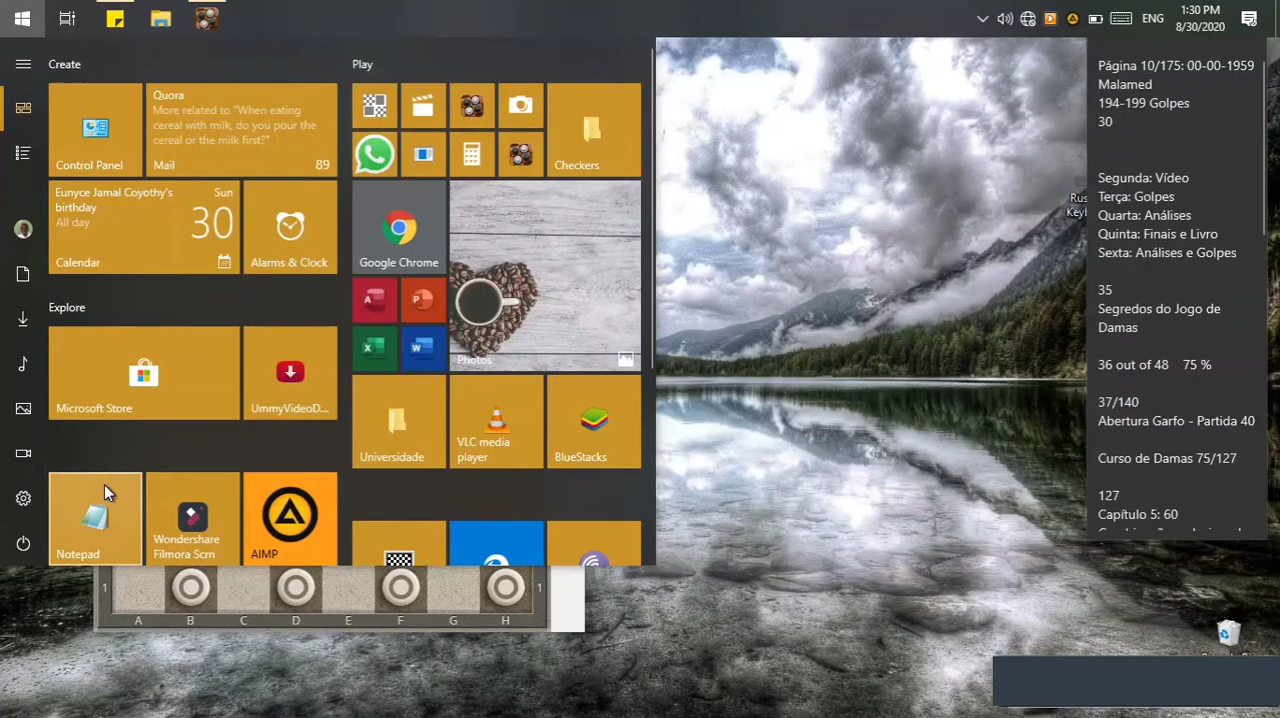 1:30 PM
ENG
8/30/2020
Create
Play
Quora
More related to "When eating
cereal with milk, do you pour the
cereal or the milk first?"
Control Panel
Mail
89
Checkers
Eunyce Jamal Coyothy's
birthday
All day
Sun
30
Calendar
Alarms & Clock
Google Chrome
Photos
Explore
Microsoft Store
UmmyVideoD...
Universidade
VLC media
player
BlueStacks
Notepad
Wondershare
Filmora Scrn
AIMP
1
1
A
B
C
D
E
F
G
H
Rus
Keyb
Página 10/175: 00-00-1959
Malamed
194-199 Golpes
30
Segunda: Vídeo
Terça: Golpes
Quarta: Análises
Quinta: Finais e Livro
Sexta: Análises e Golpes
35
Segredos do Jogo de
Damas
36 out of 48 75 %
37/140
Abertura Garfo - Partida 40
Curso de Damas 75/127
127
Capítulo 5: 60